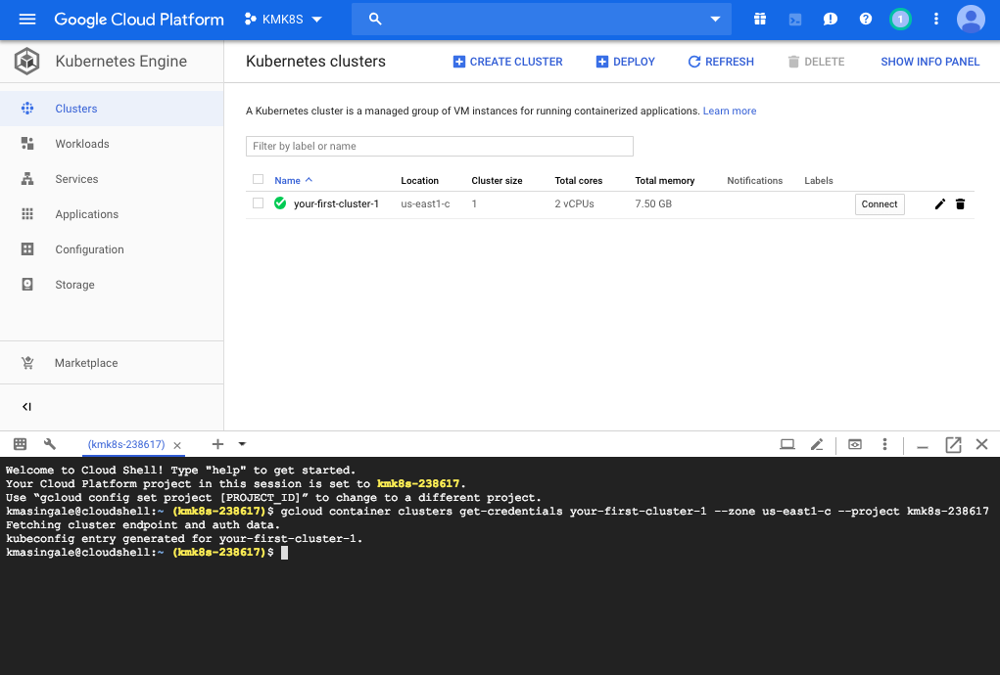 Google Cloud Platform KMK8S 1
Kubernetes Engine
Kubernetes clusters CREATE CLUSTER DEPLOY REFRESH DELETE SHOW INFO PANEL
Clusters
Workloads
Services
Applications
Configuration
Storage
Marketplace
A Kubernetes cluster is a managed group of VM instances for running containerized applications. Learn more
Filter by label or name
Name Location Cluster size Total cores Total memory Notifications Labels
your-first-cluster-1 us-east1-c 1 2 vCPUs 7.50 GB Connect
(kmk8s-238617)
Welcome to Cloud Shell! Type "help" to get started.
Your Cloud Platform project in this session is set to kmk8s-238617.
Use “gcloud config set project [PROJECT_ID]” to change to a different project.
kmasingale@cloudshell:~ (kmk8s-238617)$ gcloud container clusters get-credentials your-first-cluster-1 --zone us-east1-c --project kmk8s-238617
Fetching cluster endpoint and auth data.
kubeconfig entry generated for your-first-cluster-1.
kmasingale@cloudshell:~ (kmk8s-238617)$